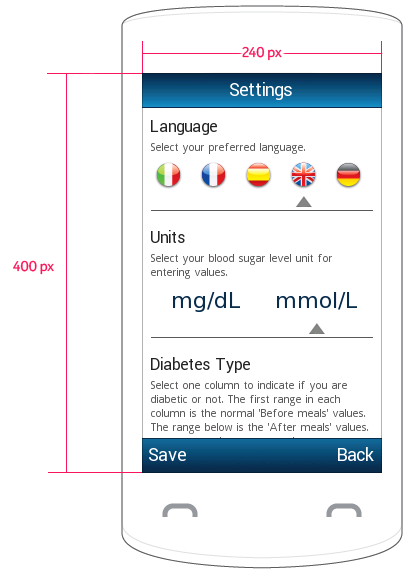 240 px
Settings
Language
Select your preferred language.
400 px
Units
Select your blood sugar level unit for
entering values.
mg/dL mmol/L
Diabetes Type
Select one column to indicate if you are
diabetic or not. The first range in each
column is the normal 'Before meals' values.
The range below is the 'After meals' values.
Save Back